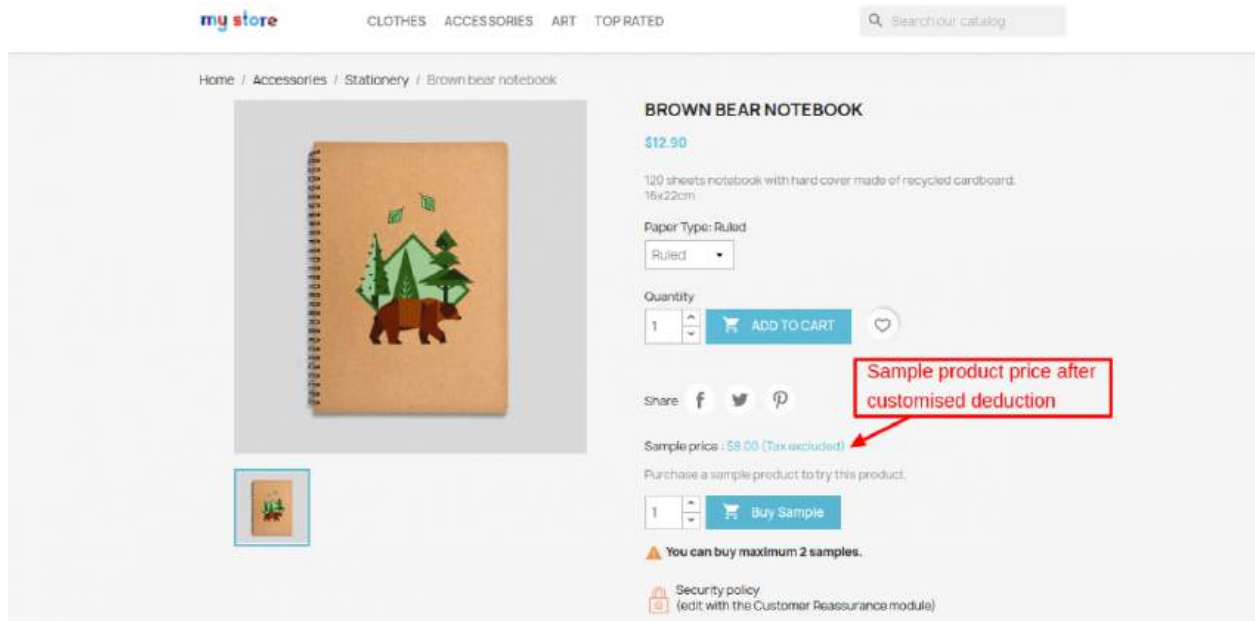 my store
CLOTHES ACCESSORIES ART TOP RATED
Search our catalog
Home / Accessories / Stationery / Brown bear notebook
BROWN BEAR NOTEBOOK
$12.90
120 sheets notebook with hard cover made of recycled cardboard.
16x22cm
Paper Type: Ruled
Ruled
Quantity
1 ADD TO CART
Sample product price after
customised deduction
Share
Sample price : $8.00 (Tax excluded)
Purchase a sample product to try this product.
1 Buy Sample
You can buy maximum 2 samples.
Security policy
(edit with the Customer Reassurance module)